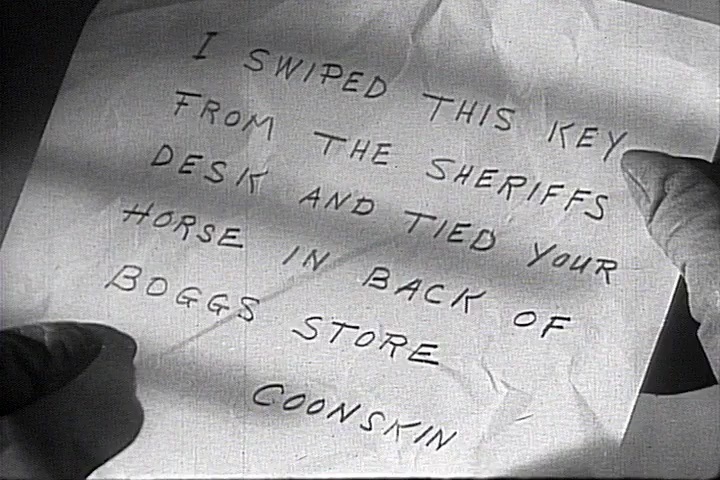 I SWIPED THIS KEY
FROM THE SHERIFFS
DESK AND TIED YOUR
HORSE IN BACK OF
BOGGS STORE
COONSKIN